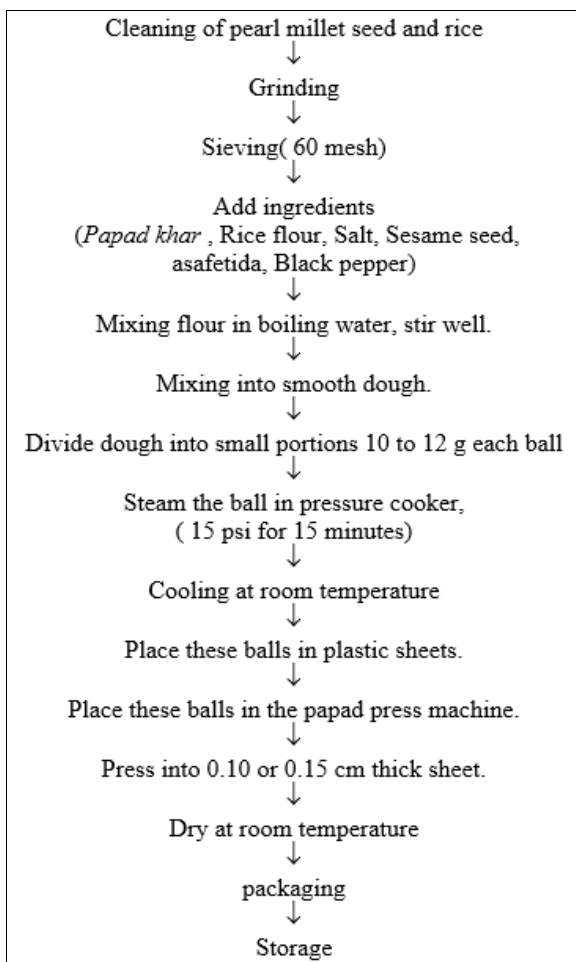 Cleaning of pearl millet seed and rice
↓
Grinding
↓
Sieving( 60 mesh)
↓
Add ingredients
(Papad khar , Rice flour, Salt, Sesame seed,
asafetida, Black pepper)
↓
Mixing flour in boiling water, stir well.
↓
Mixing into smooth dough.
↓
Divide dough into small portions 10 to 12 g each ball
↓
Steam the ball in pressure cooker,
( 15 psi for 15 minutes)
↓
Cooling at room temperature
↓
Place these balls in plastic sheets.
↓
Place these balls in the papad press machine.
↓
Press into 0.10 or 0.15 cm thick sheet.
↓
Dry at room temperature
↓
packaging
↓
Storage